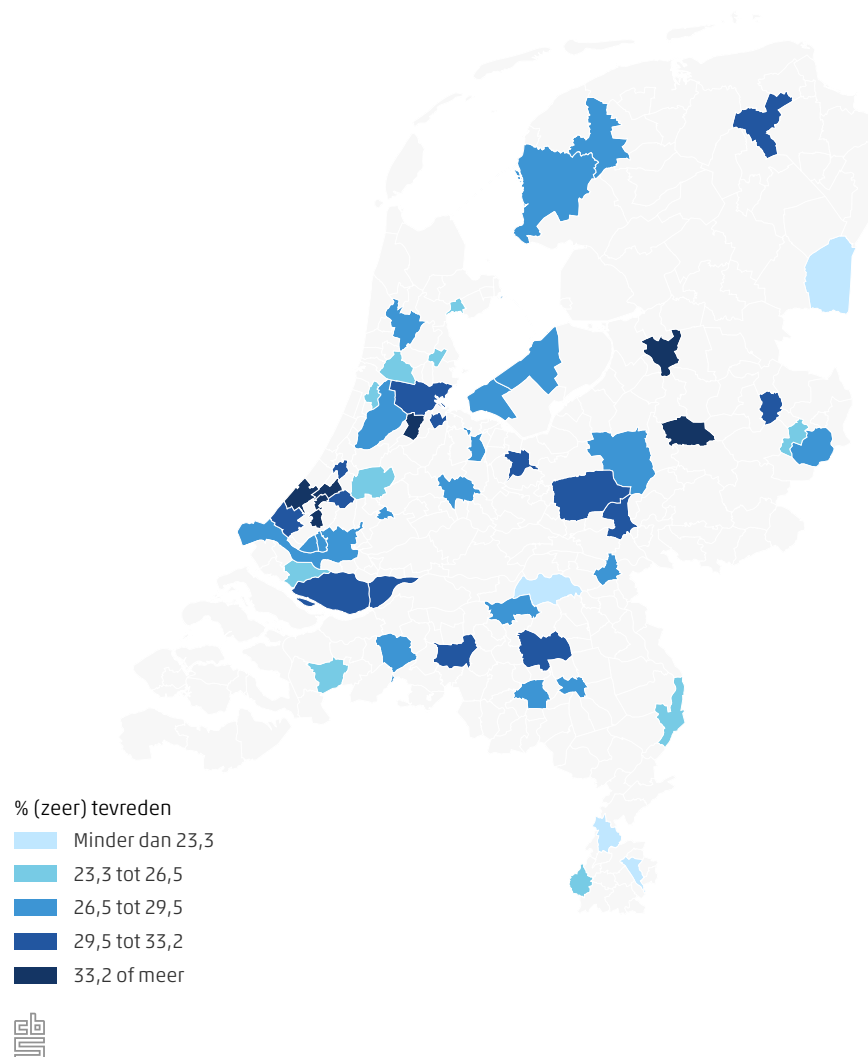 % (zeer) tevreden
Minder dan 23,3
23,3 tot 26,5
26,5 tot 29,5
29,5 tot 33,2
33,2 of meer
cb